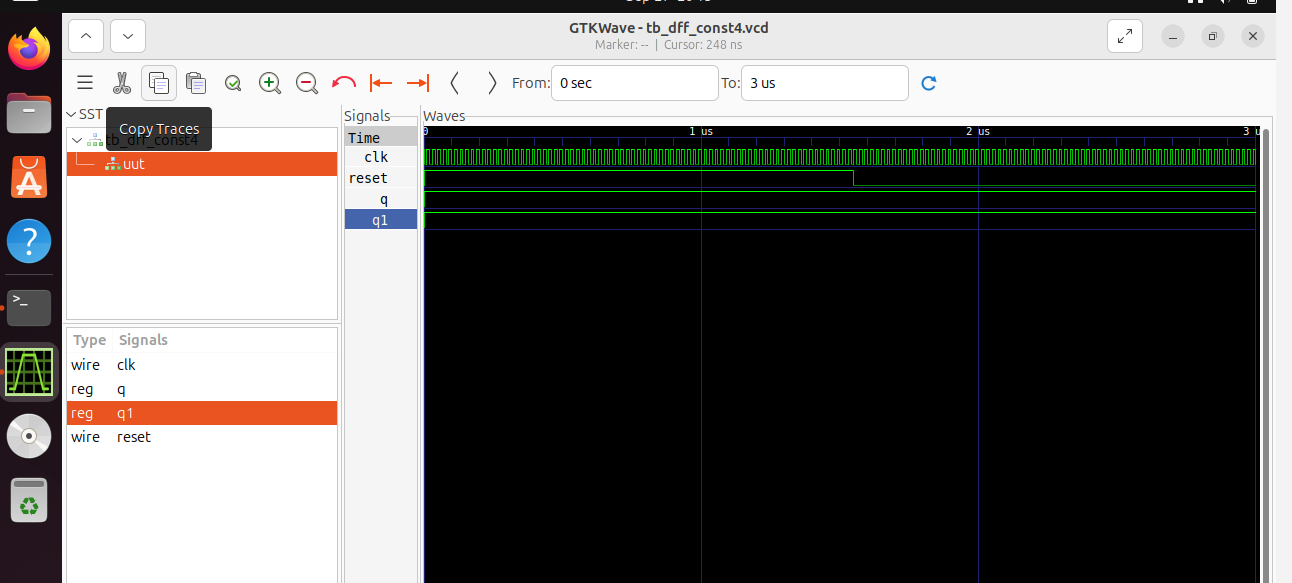 GTKWave - tb_dff_const4.vcd
Marker: -- | Cursor: 248 ns
From: 0 sec To: 3 us
SST
Copy Traces
tb_dff_const4
uut
Type Signals
wire clk
reg q
reg q1
wire reset
Signals
Time
clk
reset
q
q1
Waves
0 1 us 2 us 3 u
>_
?